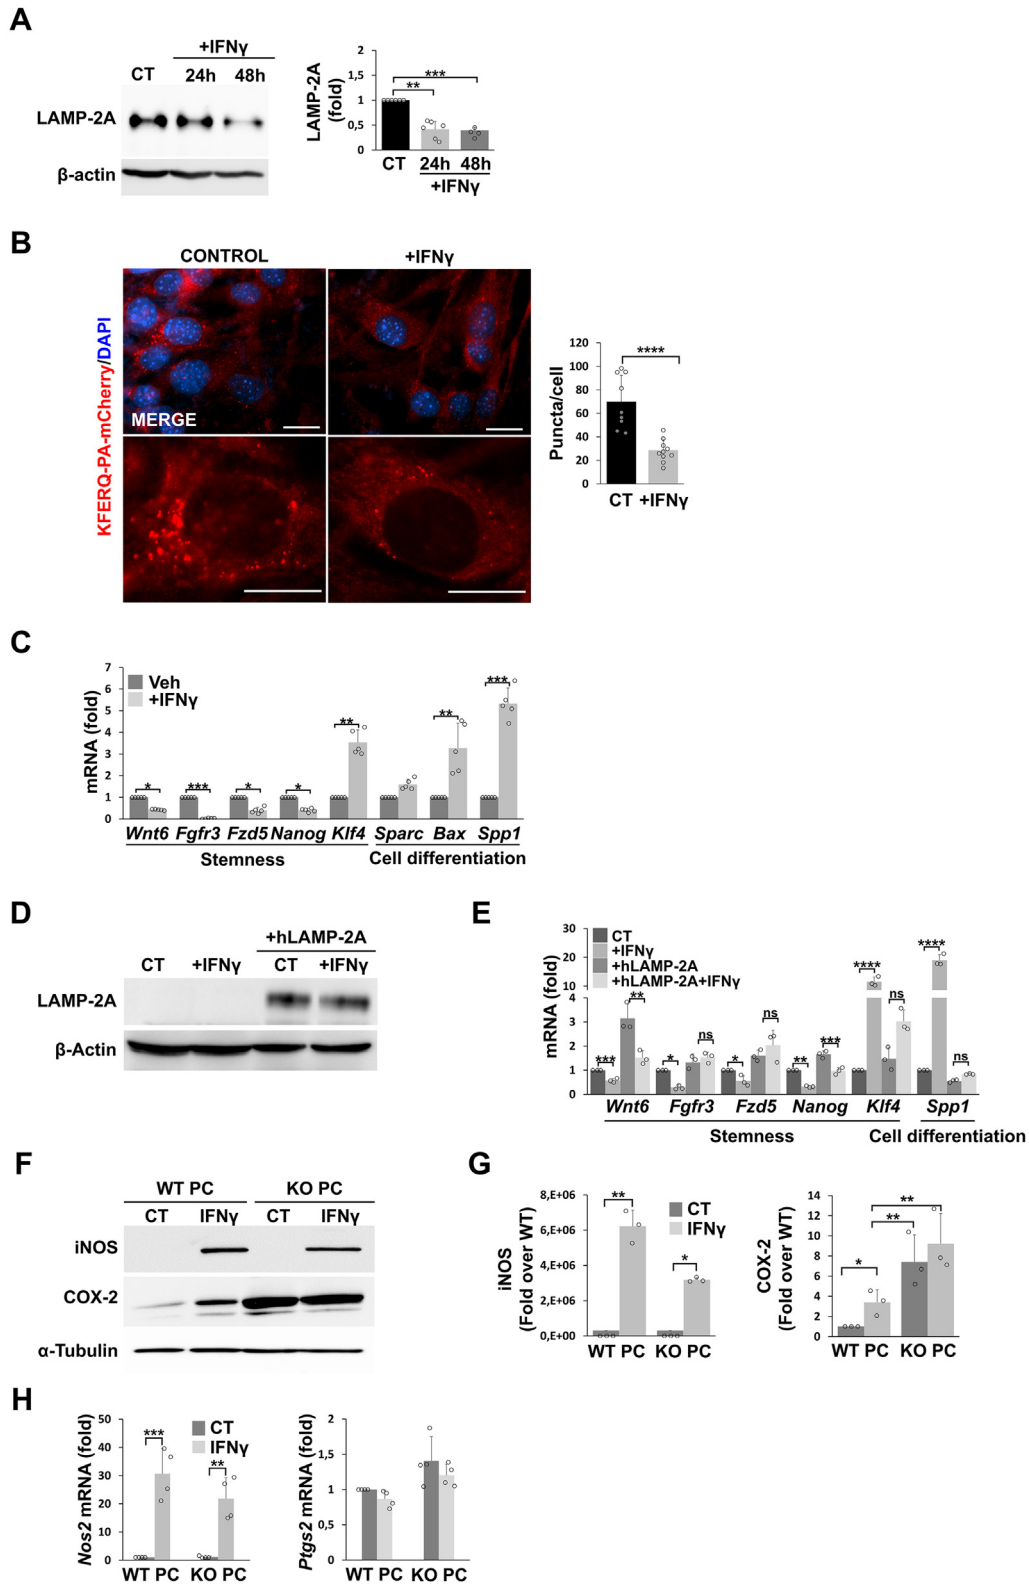 A
+IFNγ
CT 24h 48h
LAMP-2A
β-actin
LAMP-2A
(fold)
2
1,5
1
0,5
0
***
**
CT 24h 48h
+IFNγ
B
CONTROL +IFNγ
KFERQ-PA-mCherry/DAPI
MERGE
Puncta/cell
120
100
80
60
40
20
0
****
CT +IFNγ
C
mRNA (fold)
7
6
5
4
3
2
1
0
Veh
+IFNγ
* *** * * ** ** ***
Wnt6 Fgfr3 Fzd5 Nanog Klf4 Sparc Bax Spp1
Stemness Cell differentiation
D
+hLAMP-2A
CT +IFNγ CT +IFNγ
LAMP-2A
β-Actin
E
mRNA (fold)
30
20
10
4
3
2
1
0
CT
+IFNγ
+hLAMP-2A
+hLAMP-2A+IFNγ
*** ** * ns * ns ** *** **** ns **** ns
Wnt6 Fgfr3 Fzd5 Nanog Klf4 Spp1
Stemness Cell differentiation
F
WT PC KO PC
CT IFNγ CT IFNγ
iNOS
COX-2
α-Tubulin
G
iNOS
(Fold over WT)
8,E+06
6,E+06
4,E+06
2,E+06
0,E+00
** *
CT
IFNγ
WT PC KO PC
COX-2
(Fold over WT)
14
12
10
8
6
4
2
0
* ** **
WT PC KO PC
H
Nos2 mRNA (fold)
50
40
30
20
10
0
*** **
CT
IFNγ
WT PC KO PC
Ptgs2 mRNA (fold)
2
1,5
1
0,5
0
WT PC KO PC